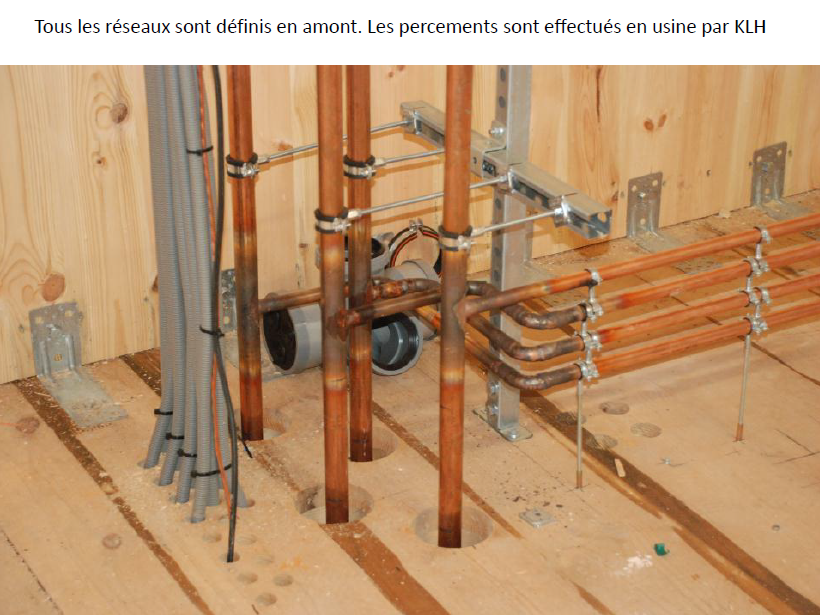 Tous les réseaux sont définis en amont. Les percements sont effectués en usine par KLH